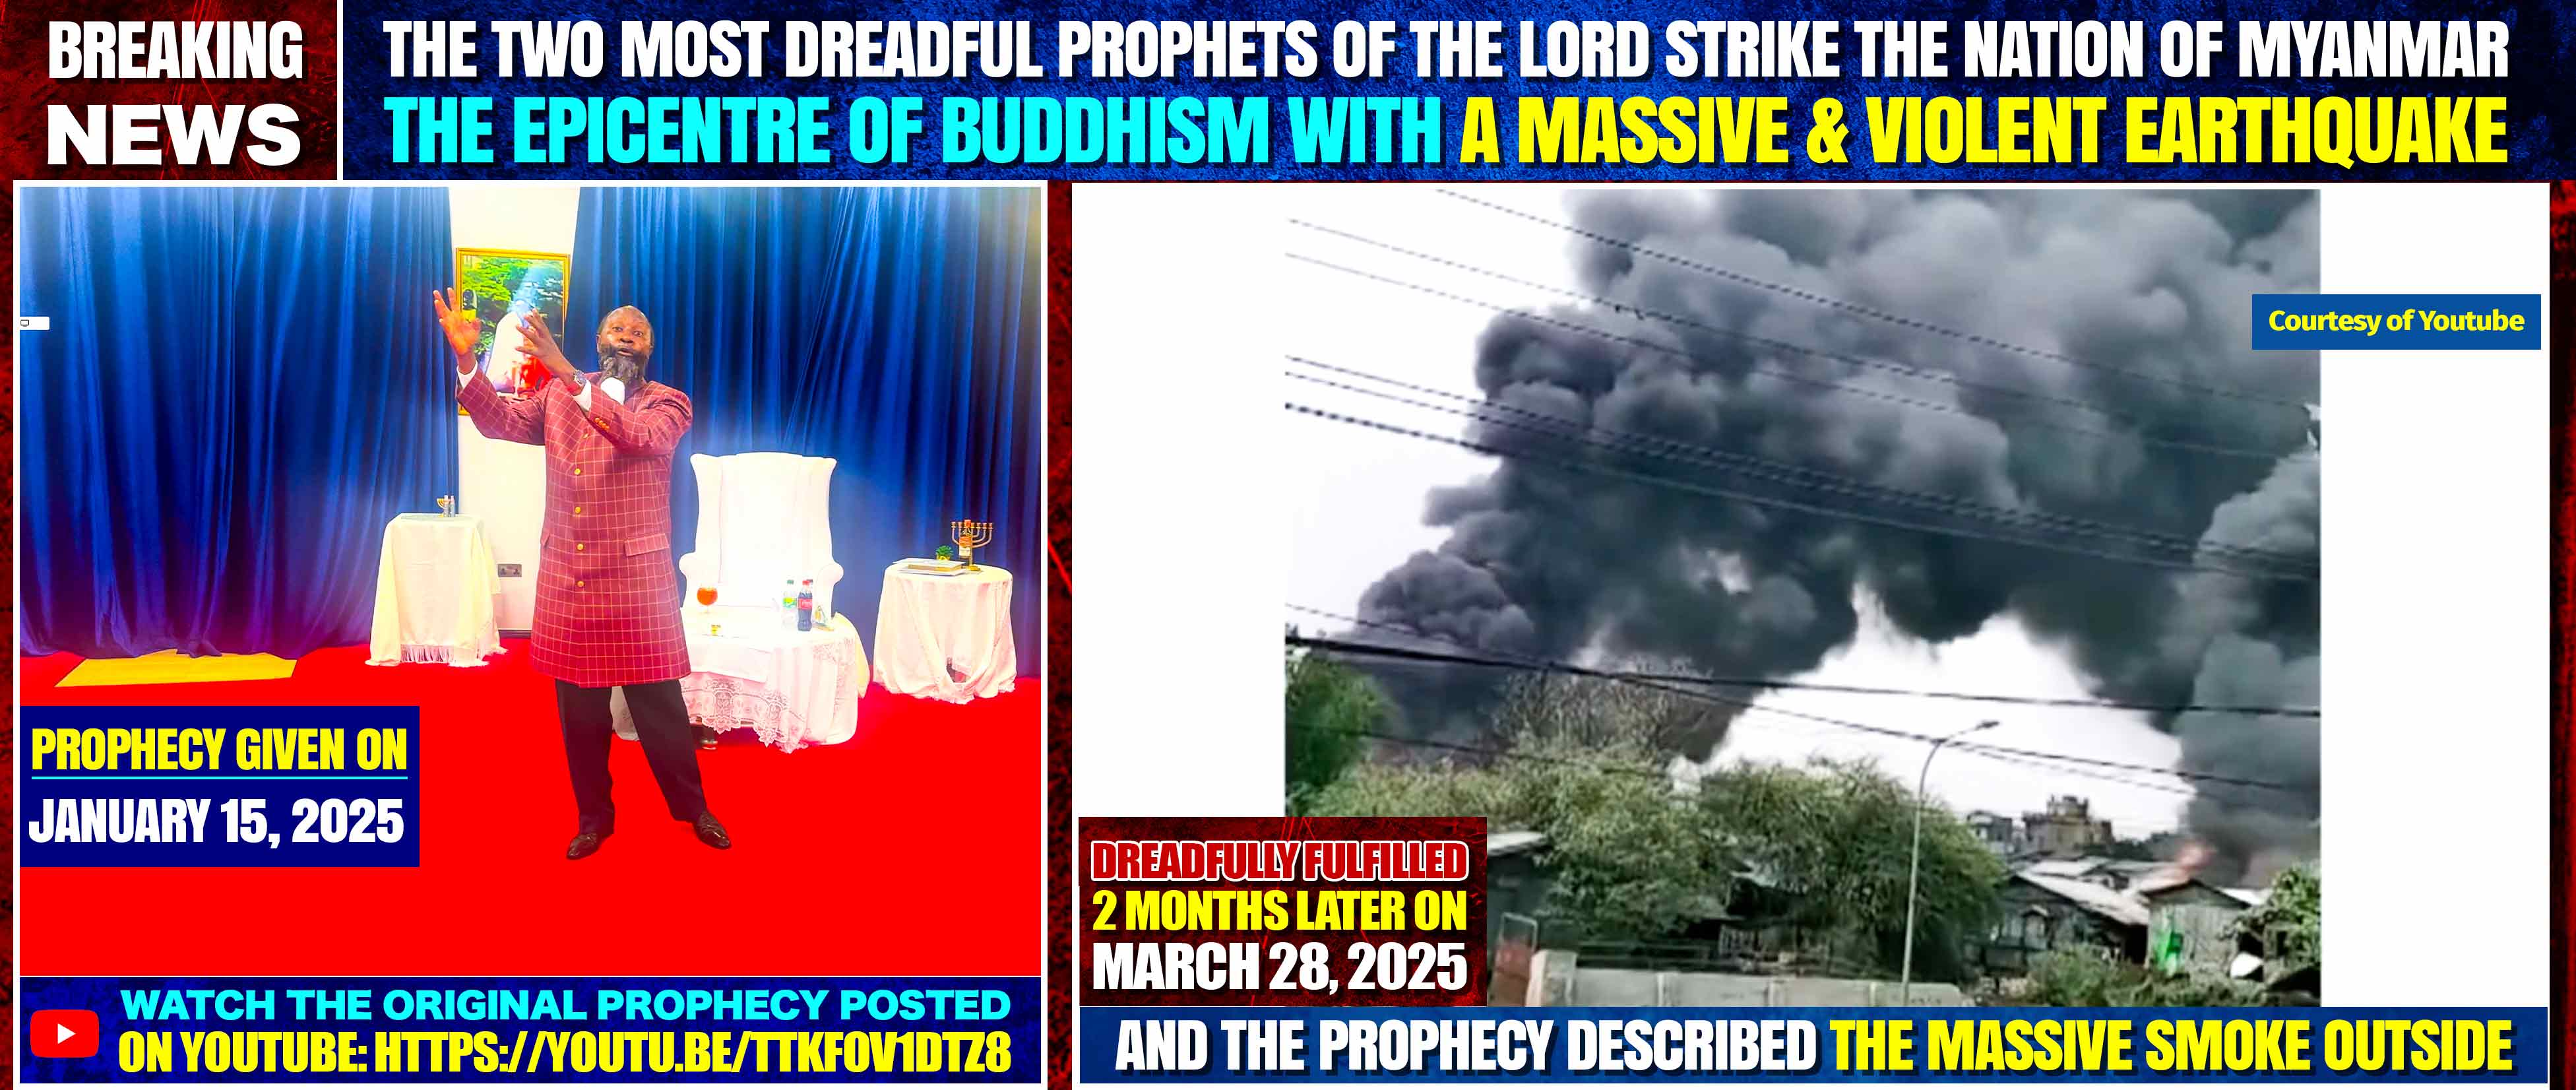 BREAKING
NEWS
THE TWO MOST DREADFUL PROPHETS OF THE LORD STRIKE THE NATION OF MYANMAR
THE EPICENTRE OF BUDDHISM WITH A MASSIVE & VIOLENT EARTHQUAKE
Courtesy of Youtube
PROPHECY GIVEN ON
JANUARY 15, 2025
WATCH THE ORIGINAL PROPHECY POSTED
ON YOUTUBE: HTTPS://YOUTU.BE/TTKFOV1DTZ8
DREADFULLY FULFILLED
2 MONTHS LATER ON
MARCH 28, 2025
AND THE PROPHECY DESCRIBED THE MASSIVE SMOKE OUTSIDE